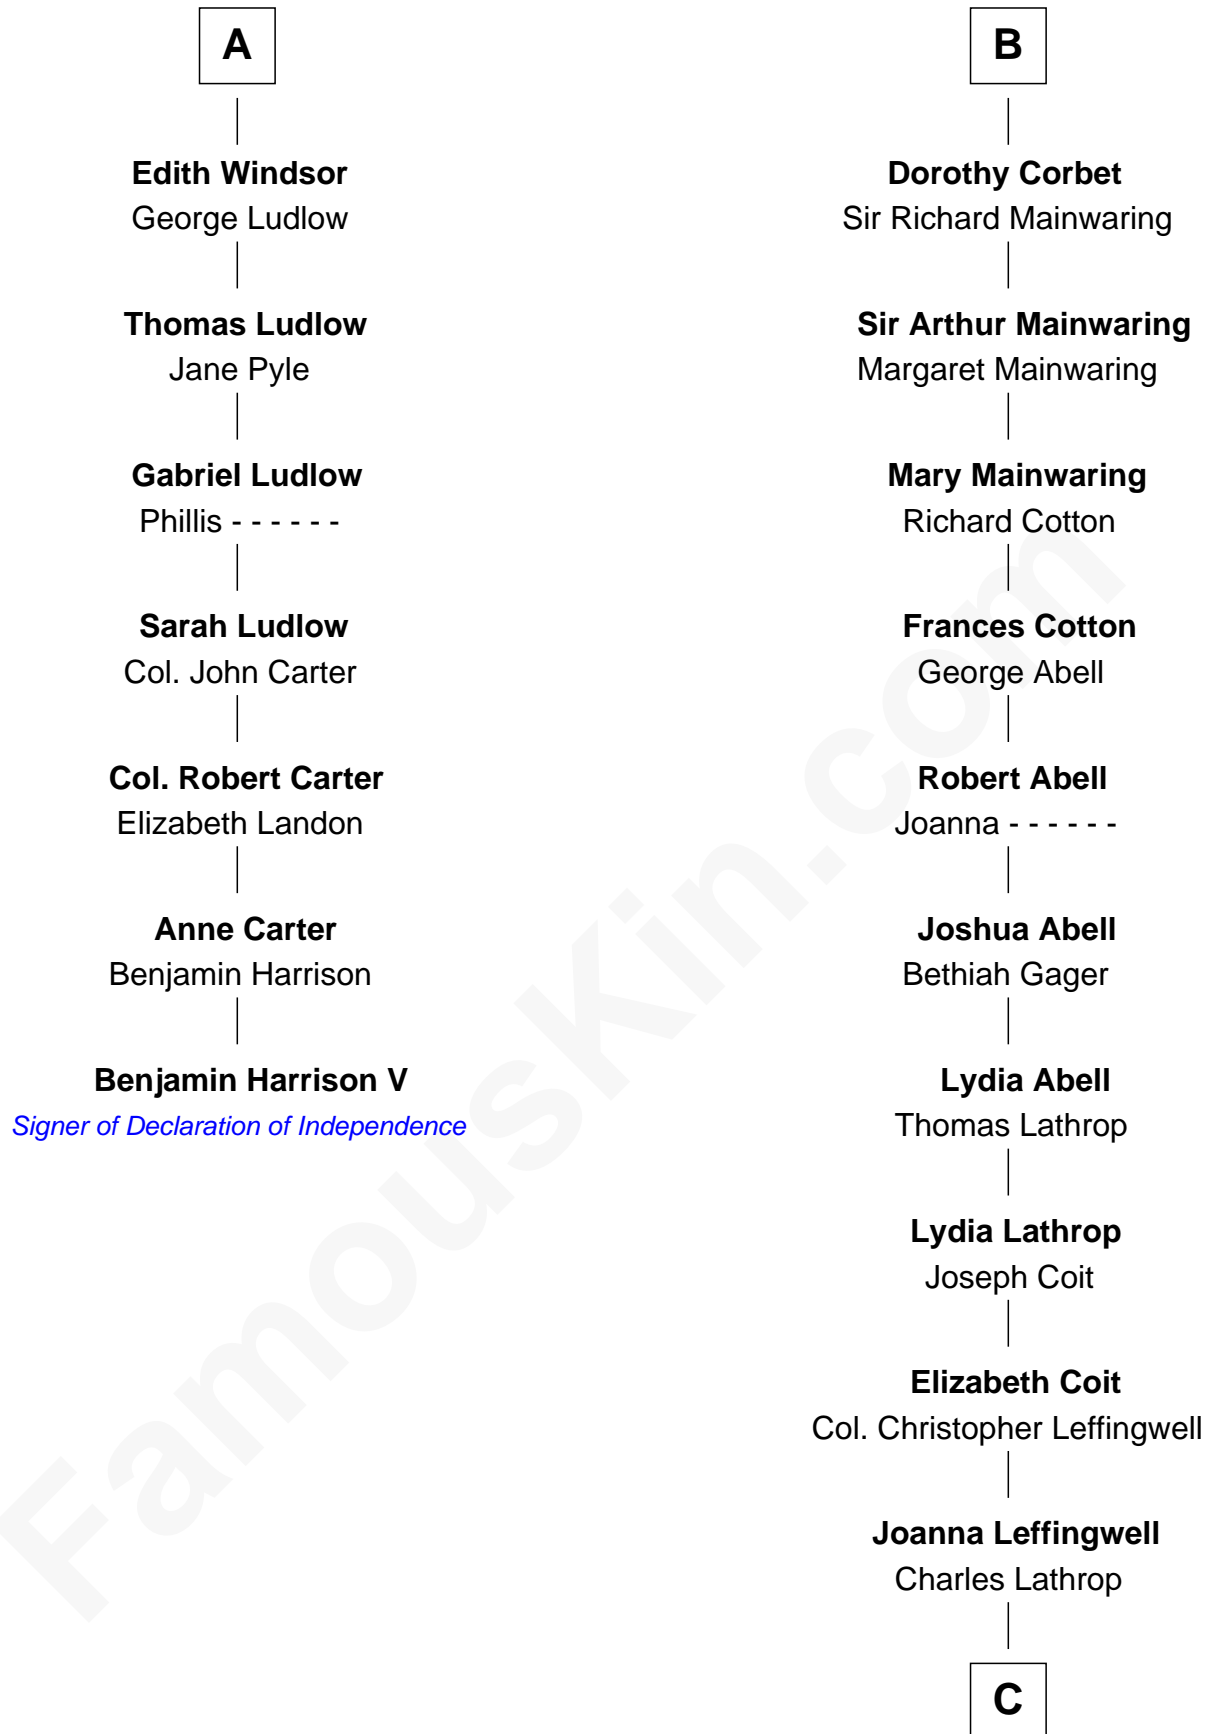 A
Edith Windsor
George Ludlow
Thomas Ludlow
Jane Pyle
Gabriel Ludlow
Phillis - - - - - -
Sarah Ludlow
Col. John Carter
Col. Robert Carter
Elizabeth Landon
Anne Carter
Benjamin Harrison
Benjamin Harrison V
Signer of Declaration of Independence
B
Dorothy Corbet
Sir Richard Mainwaring
Sir Arthur Mainwaring
Margaret Mainwaring
Mary Mainwaring
Richard Cotton
Frances Cotton
George Abell
Robert Abell
Joanna - - - - - -
Joshua Abell
Bethiah Gager
Lydia Abell
Thomas Lathrop
Lydia Lathrop
Joseph Coit
Elizabeth Coit
Col. Christopher Leffingwell
Joanna Leffingwell
Charles Lathrop
C
FamousKin.com